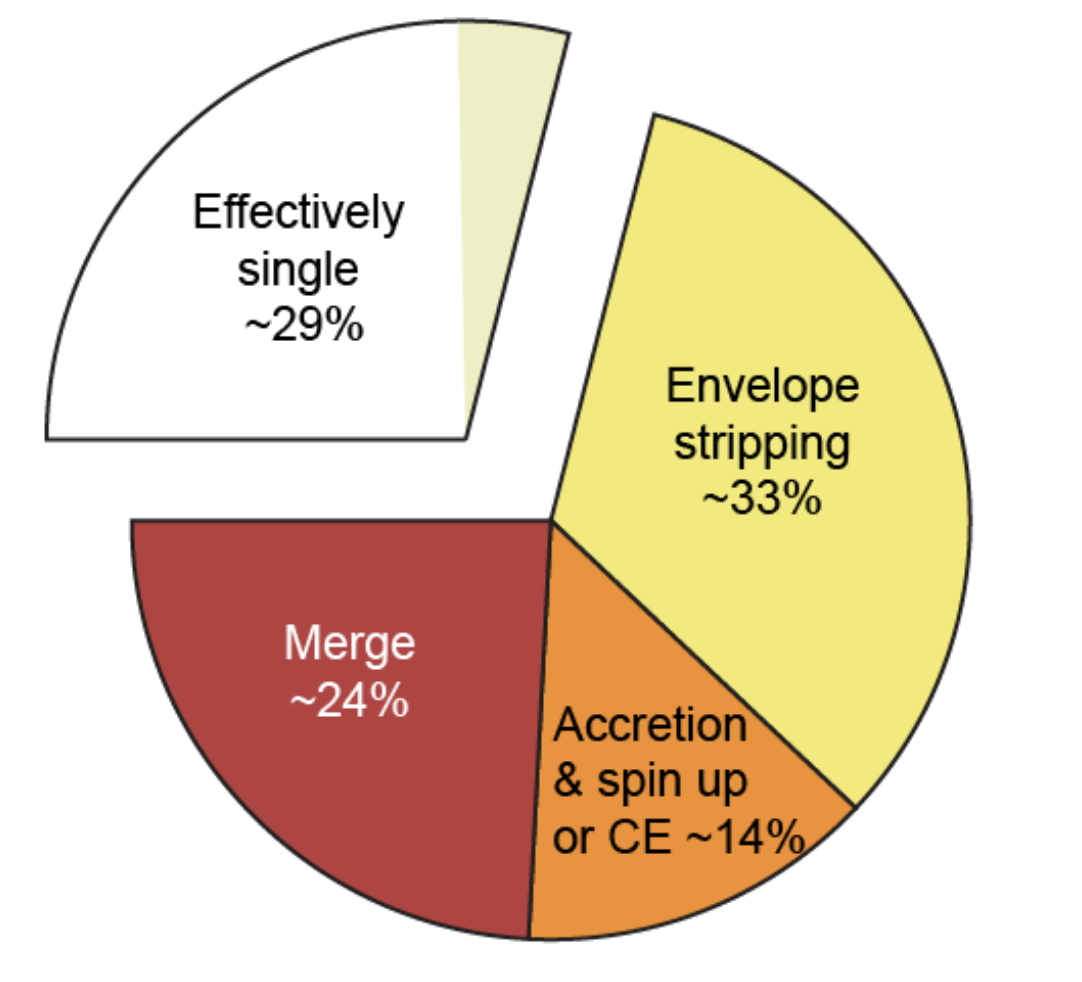 Effectively
single
~29%
Envelope
stripping
~33%
Merge
~24%
Accretion
& spin up
or CE ~14%